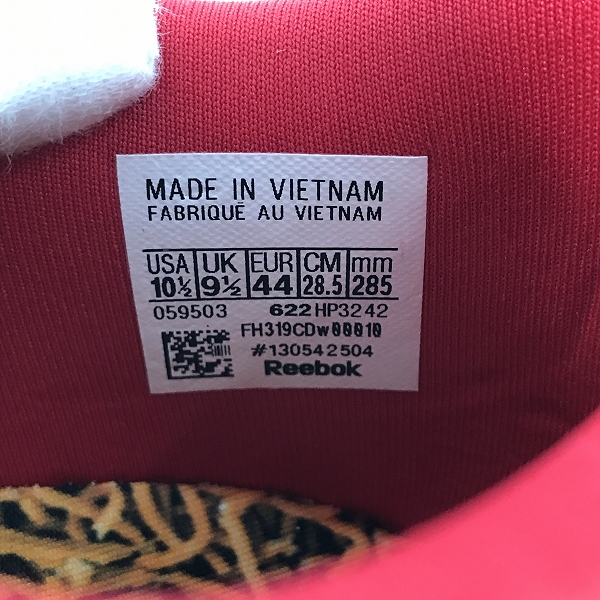 MADE IN VIETNAM
FABRIQUÉ AU VIETNAM
USA UK EUR CM mm
10½ 9½ 44 28.5 285
059503 622 HP3242
FH319CDw00010
#130542504
Reebok